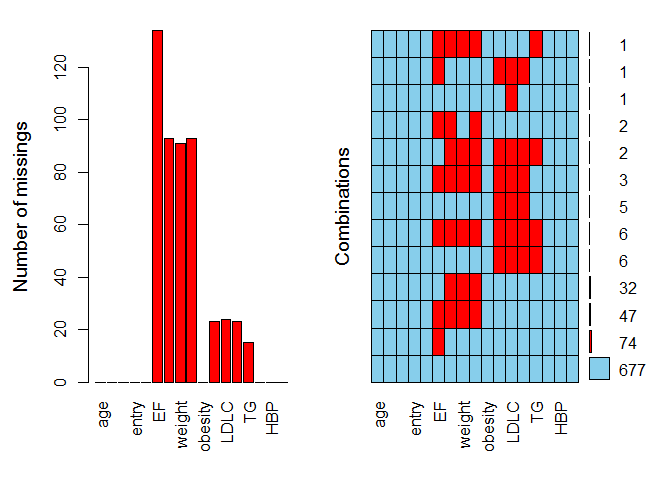 Number of missings
0
20
40
60
80
100
120
age
entry
EF
weight
obesity
LDLC
TG
HBP
Combinations
1
1
1
2
2
3
5
6
6
32
47
74
677
age
entry
EF
weight
obesity
LDLC
TG
HBP